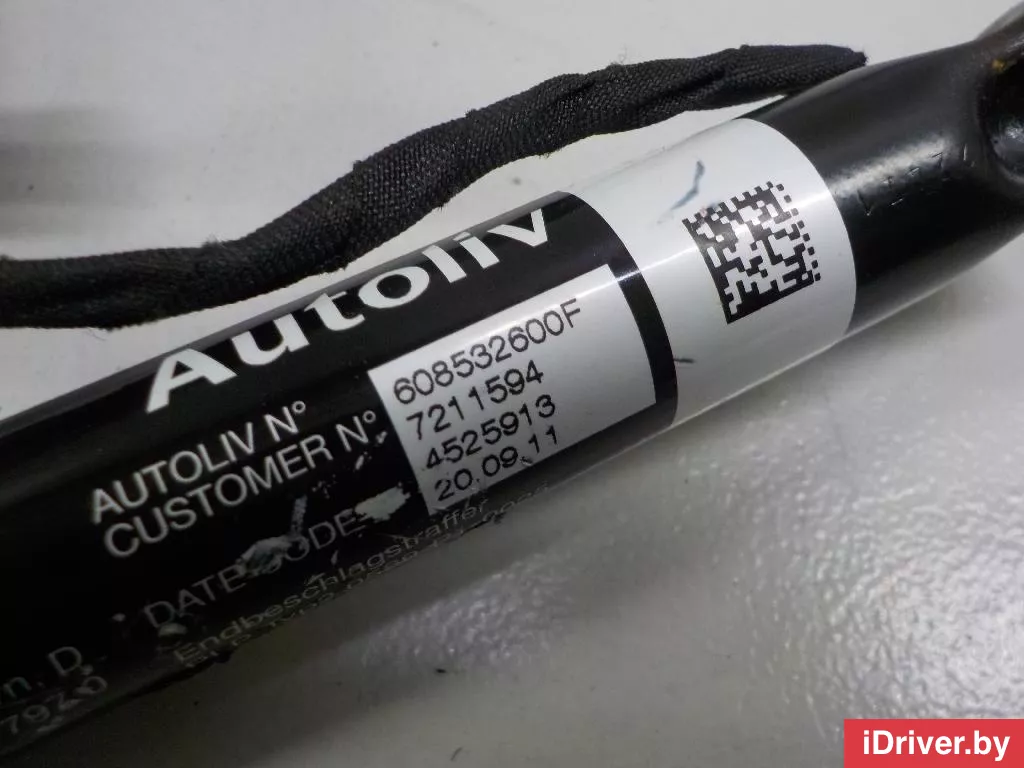 Autoliv
AUTOLIV N° 608532600F
CUSTOMER N° 7211594
4525913
DATE CODE 20.09.11
Endbeschlagstraffer
n. D.
iDriver.by